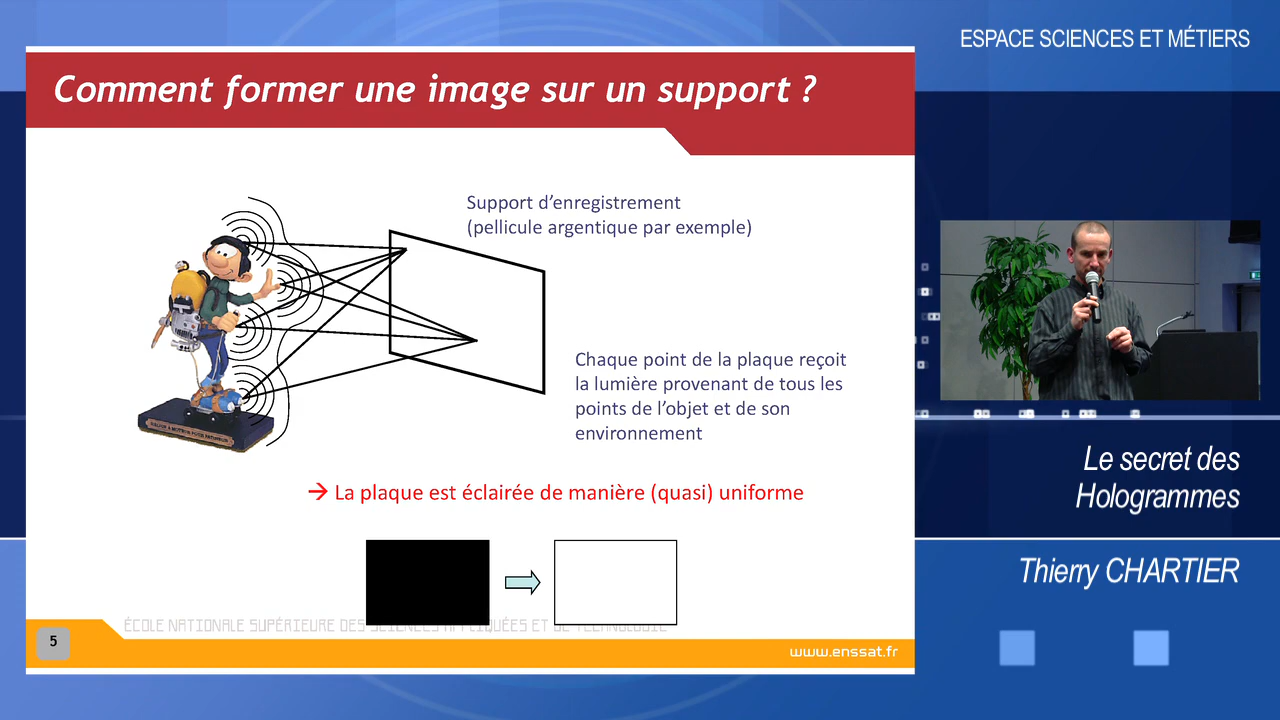 ESPACE SCIENCES ET MÉTIERS
Comment former une image sur un support ?
Support d’enregistrement
(pellicule argentique par exemple)
Chaque point de la plaque reçoit
la lumière provenant de tous les
points de l’objet et de son
environnement
→ La plaque est éclairée de manière (quasi) uniforme
ÉCOLE NATIONALE SUPÉRIEURE DES SCIENCES APPLIQUÉES ET DE TECHNOLOGIE
5
www.enssat.fr
Le secret des
Hologrammes
Thierry CHARTIER